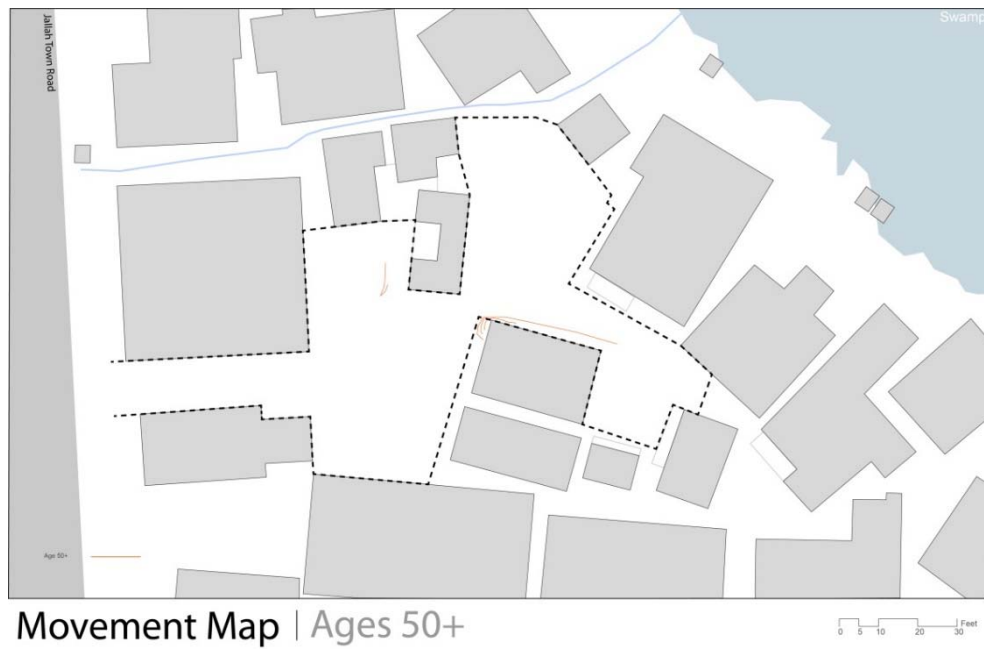 Swamp
Jallah Town Road
Age 50+
Movement Map | Ages 50+
Feet
0 5 10 20 30